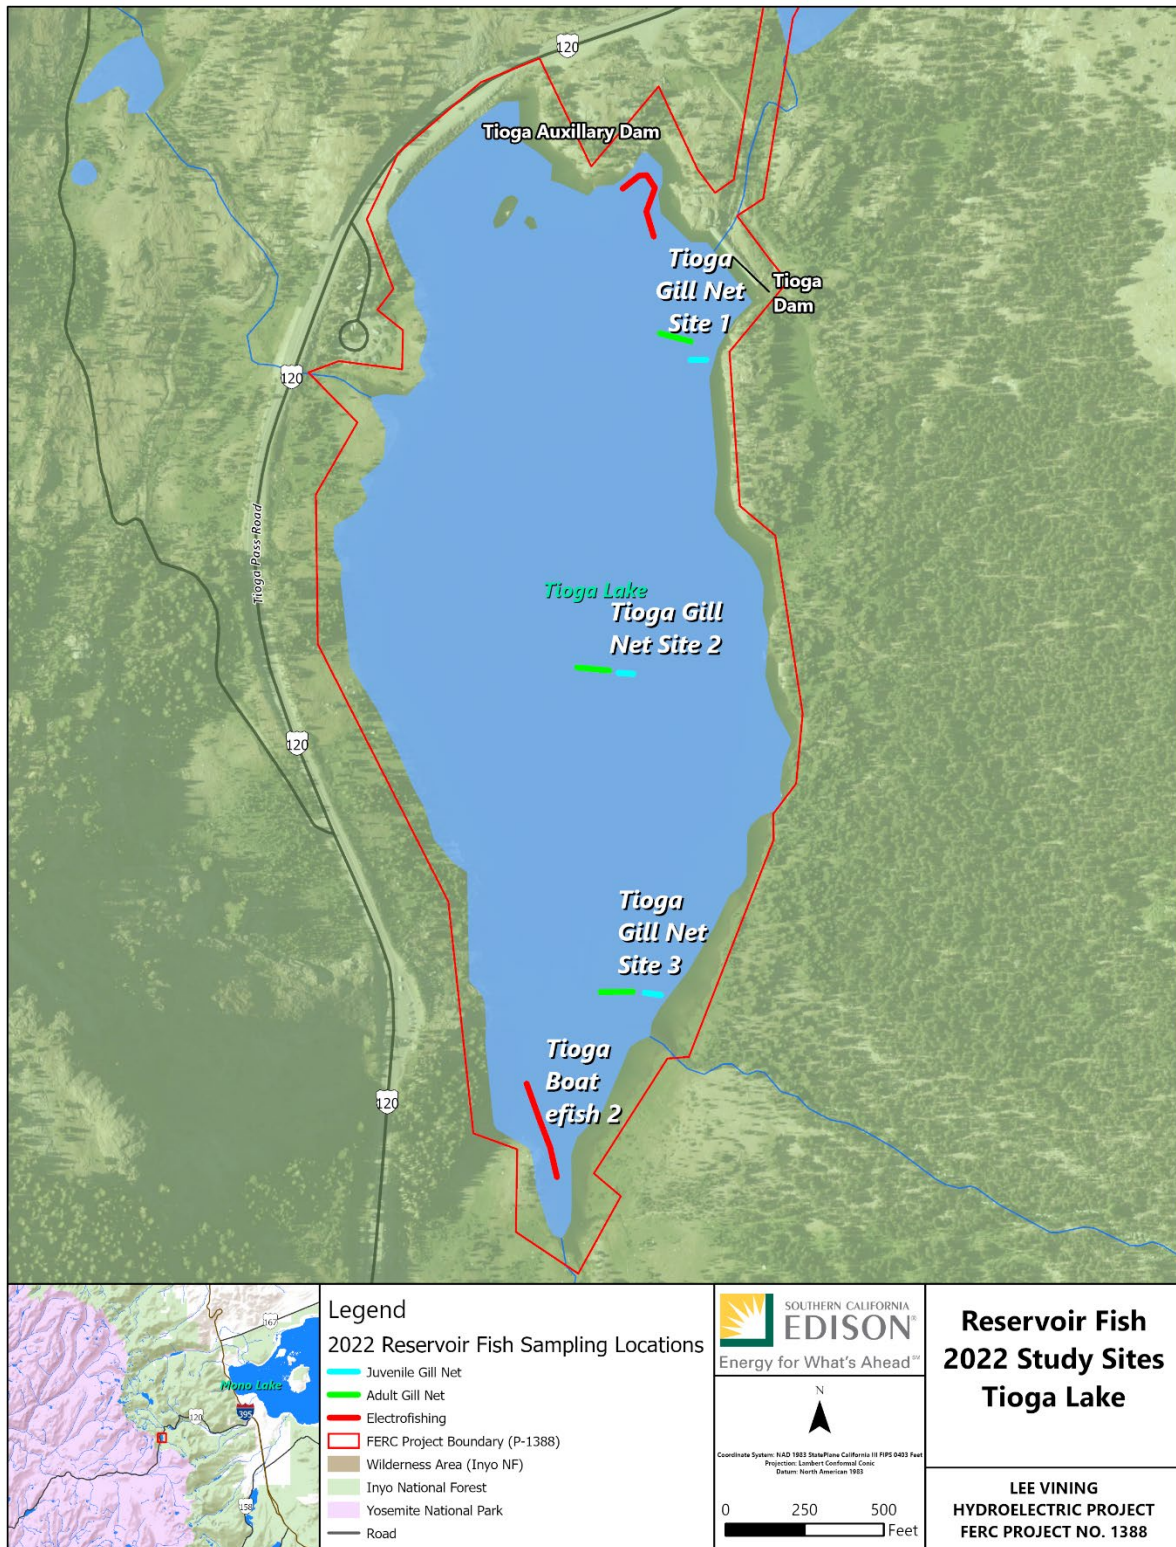 120
Tioga Auxillary Dam
Tioga
Gill Net
Site 1
Tioga
Dam
120
Tioga Pass Road
Tioga Lake
Tioga Gill
Net Site 2
120
Tioga
Gill Net
Site 3
Tioga
Boat
efish 2
120
167
Mono Lake
120
395
158
Legend
2022 Reservoir Fish Sampling Locations
Juvenile Gill Net
Adult Gill Net
Electrofishing
FERC Project Boundary (P-1388)
Wilderness Area (Inyo NF)
Inyo National Forest
Yosemite National Park
Road
SOUTHERN CALIFORNIA
EDISON®
Energy for What's Ahead℠
N
Coordinate System: NAD 1983 StatePlane California III FIPS 0403 Feet
Projection: Lambert Conformal Conic
Datum: North American 1983
0 250 500
Feet
Reservoir Fish
2022 Study Sites
Tioga Lake
LEE VINING
HYDROELECTRIC PROJECT
FERC PROJECT NO. 1388